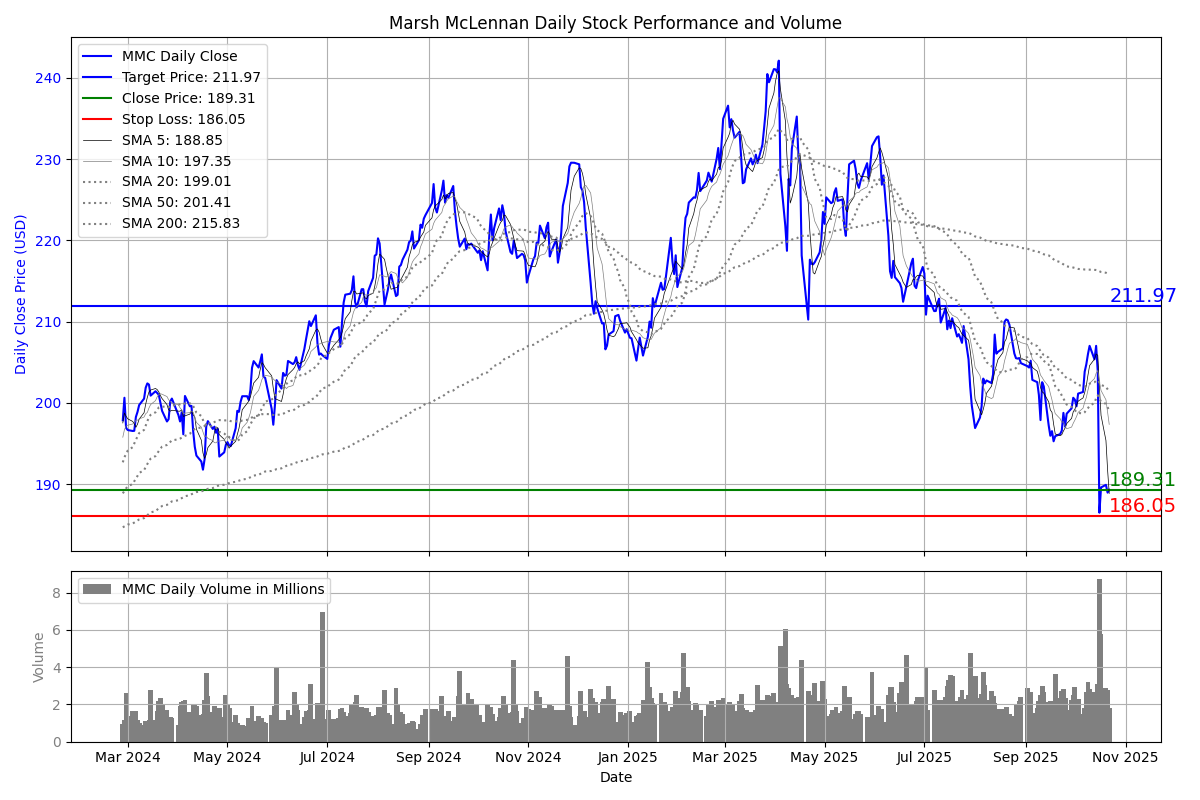 Marsh McLennan Daily Stock Performance and Volume
MMC Daily Close
Target Price: 211.97
Close Price: 189.31
Stop Loss: 186.05
SMA 5: 188.85
SMA 10: 197.35
SMA 20: 199.01
SMA 50: 201.41
SMA 200: 215.83
240
230
220
210
200
190
Daily Close Price (USD)
211.97
189.31
186.05
MMC Daily Volume in Millions
8
6
4
2
0
Volume
Mar 2024
May 2024
Jul 2024
Sep 2024
Nov 2024
Jan 2025
Mar 2025
May 2025
Jul 2025
Sep 2025
Nov 2025
Date